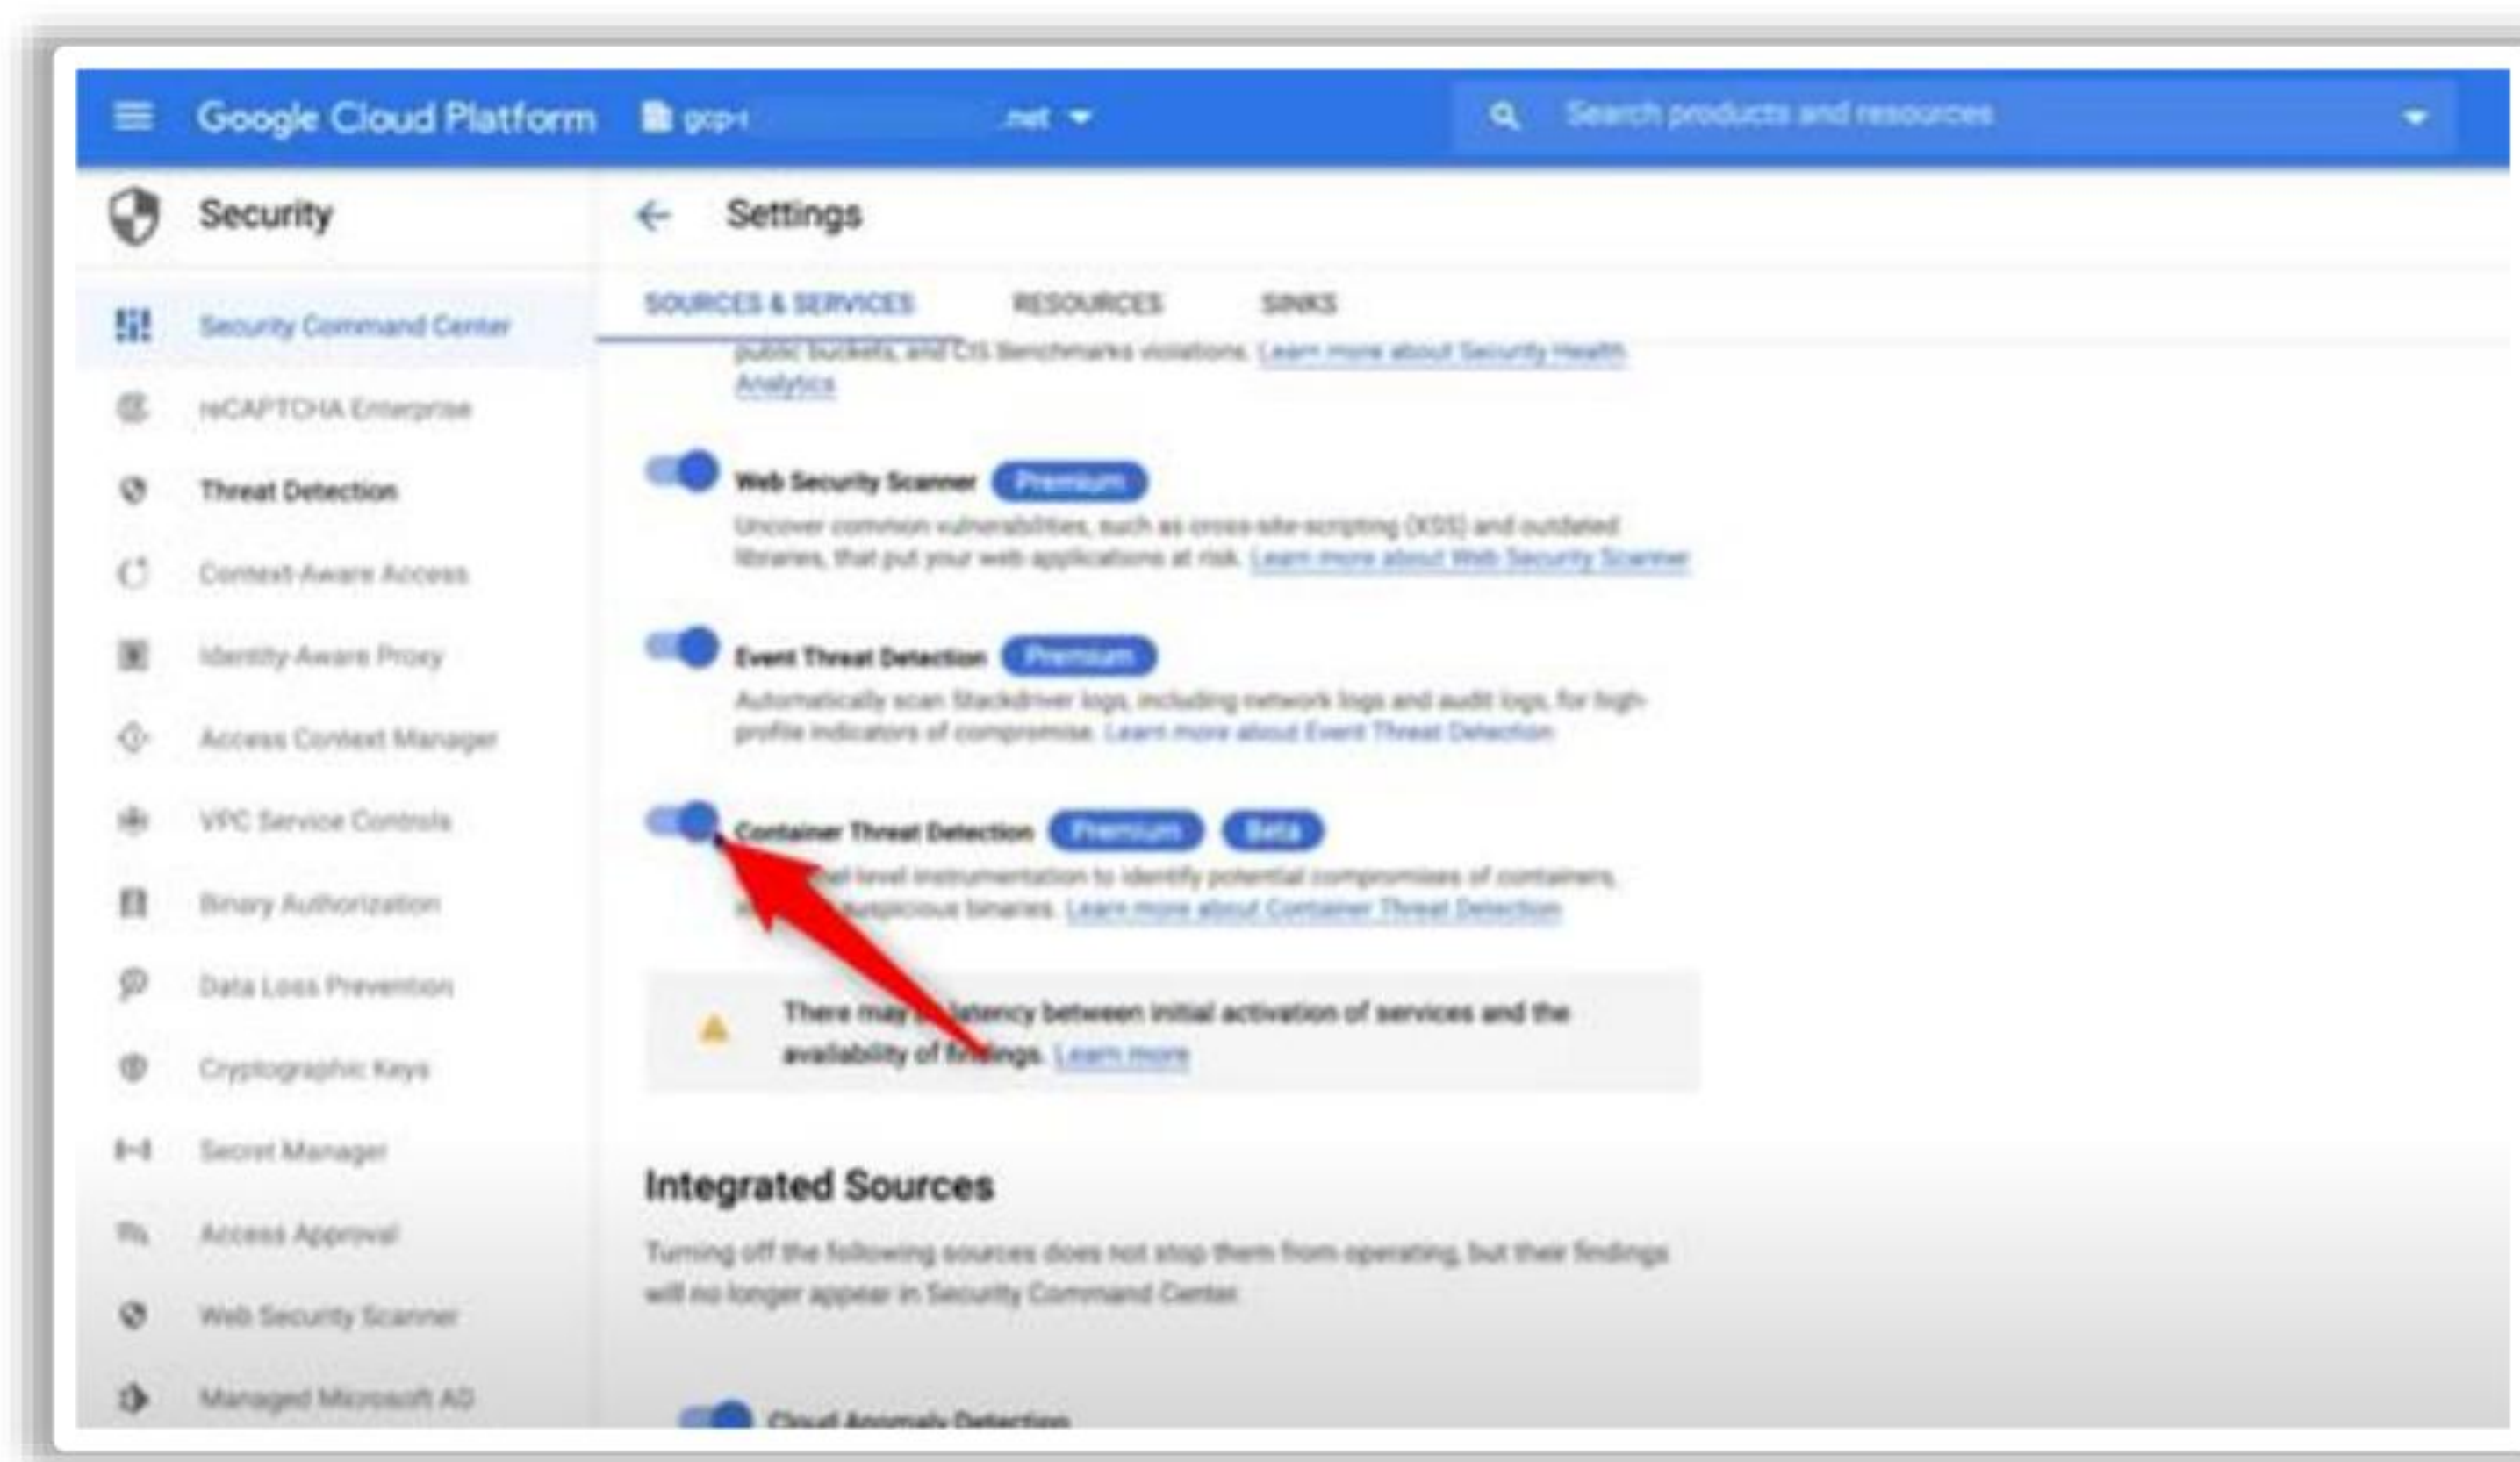 Google Cloud Platform
gcp-
.net
Search products and resources
Security
Settings
Security Command Center
reCAPTCHA Enterprise
Threat Detection
Context-Aware Access
Identity-Aware Proxy
Access Context Manager
VPC Service Controls
Binary Authorization
Data Loss Prevention
Cryptographic Keys
Secret Manager
Access Approval
Web Security Scanner
Managed Microsoft AD
SOURCES & SERVICES
RESOURCES
SINKS
public buckets, and CIS Benchmarks violations. Learn more about Security Health
Analytics
Web Security Scanner Premium
Uncover common vulnerabilities, such as cross-site-scripting (XSS) and outdated
libraries, that put your web applications at risk. Learn more about Web Security Scanner
Event Threat Detection Premium
Automatically scan Stackdriver logs, including network logs and audit logs, for high-
profile indicators of compromise. Learn more about Event Threat Detection
Container Threat Detection Premium Beta
level instrumentation to identify potential compromises of containers,
suspicious binaries. Learn more about Container Threat Detection
There may latency between initial activation of services and the
availability of findings. Learn more
Integrated Sources
Turning off the following sources does not stop them from operating, but their findings
will no longer appear in Security Command Center.
Cloud Anomaly Detection